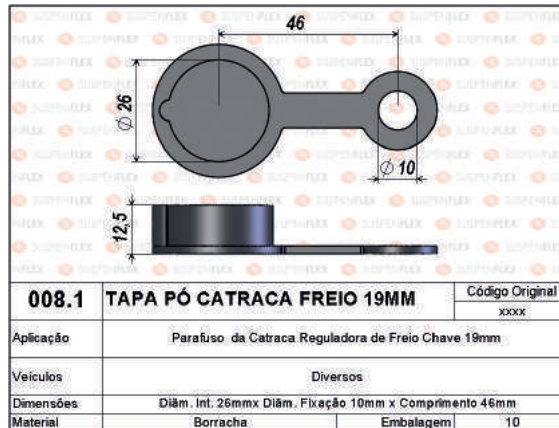 46
Ø 26
Ø 10
12,5
008.1 TAPA PÓ CATRACA FREIO 19MM Código Original
xxxx
Aplicação Parafuso da Catraca Reguladora de Freio Chave 19mm
Veículos Diversos
Dimensões Diâm. Int. 26mmx Diâm. Fixação 10mm x Comprimento 46mm
Material Borracha Embalagem 10